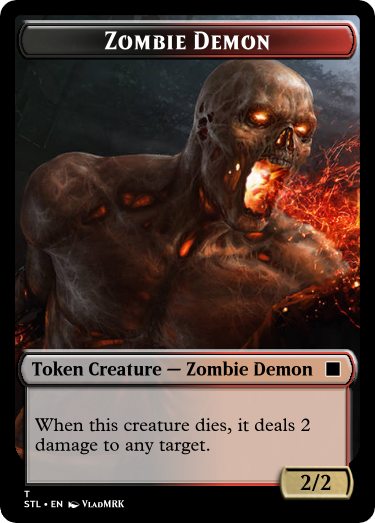 Zombie Demon
Token Creature — Zombie Demon
When this creature dies, it deals 2
damage to any target.
2/2
T
STL • EN VladMRK